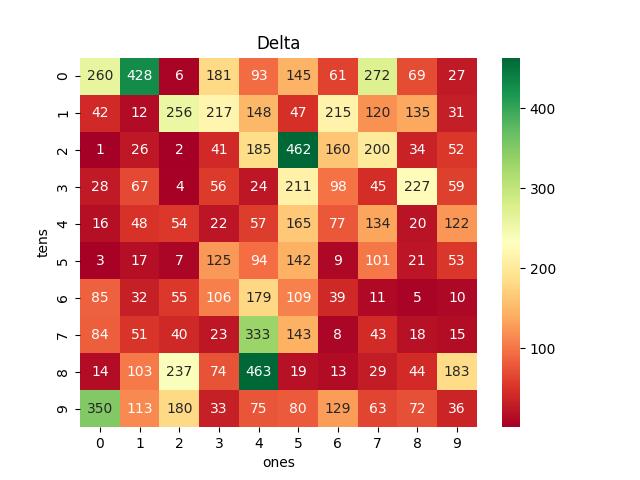 Delta
0 260 428 6 181 93 145 61 272 69 27
1 42 12 256 217 148 47 215 120 135 31
2 1 26 2 41 185 462 160 200 34 52
3 28 67 4 56 24 211 98 45 227 59
4 16 48 54 22 57 165 77 134 20 122
5 3 17 7 125 94 142 9 101 21 53
6 85 32 55 106 179 109 39 11 5 10
7 84 51 40 23 333 143 8 43 18 15
8 14 103 237 74 463 19 13 29 44 183
9 350 113 180 33 75 80 129 63 72 36
0 1 2 3 4 5 6 7 8 9
ones
tens
400
300
200
100